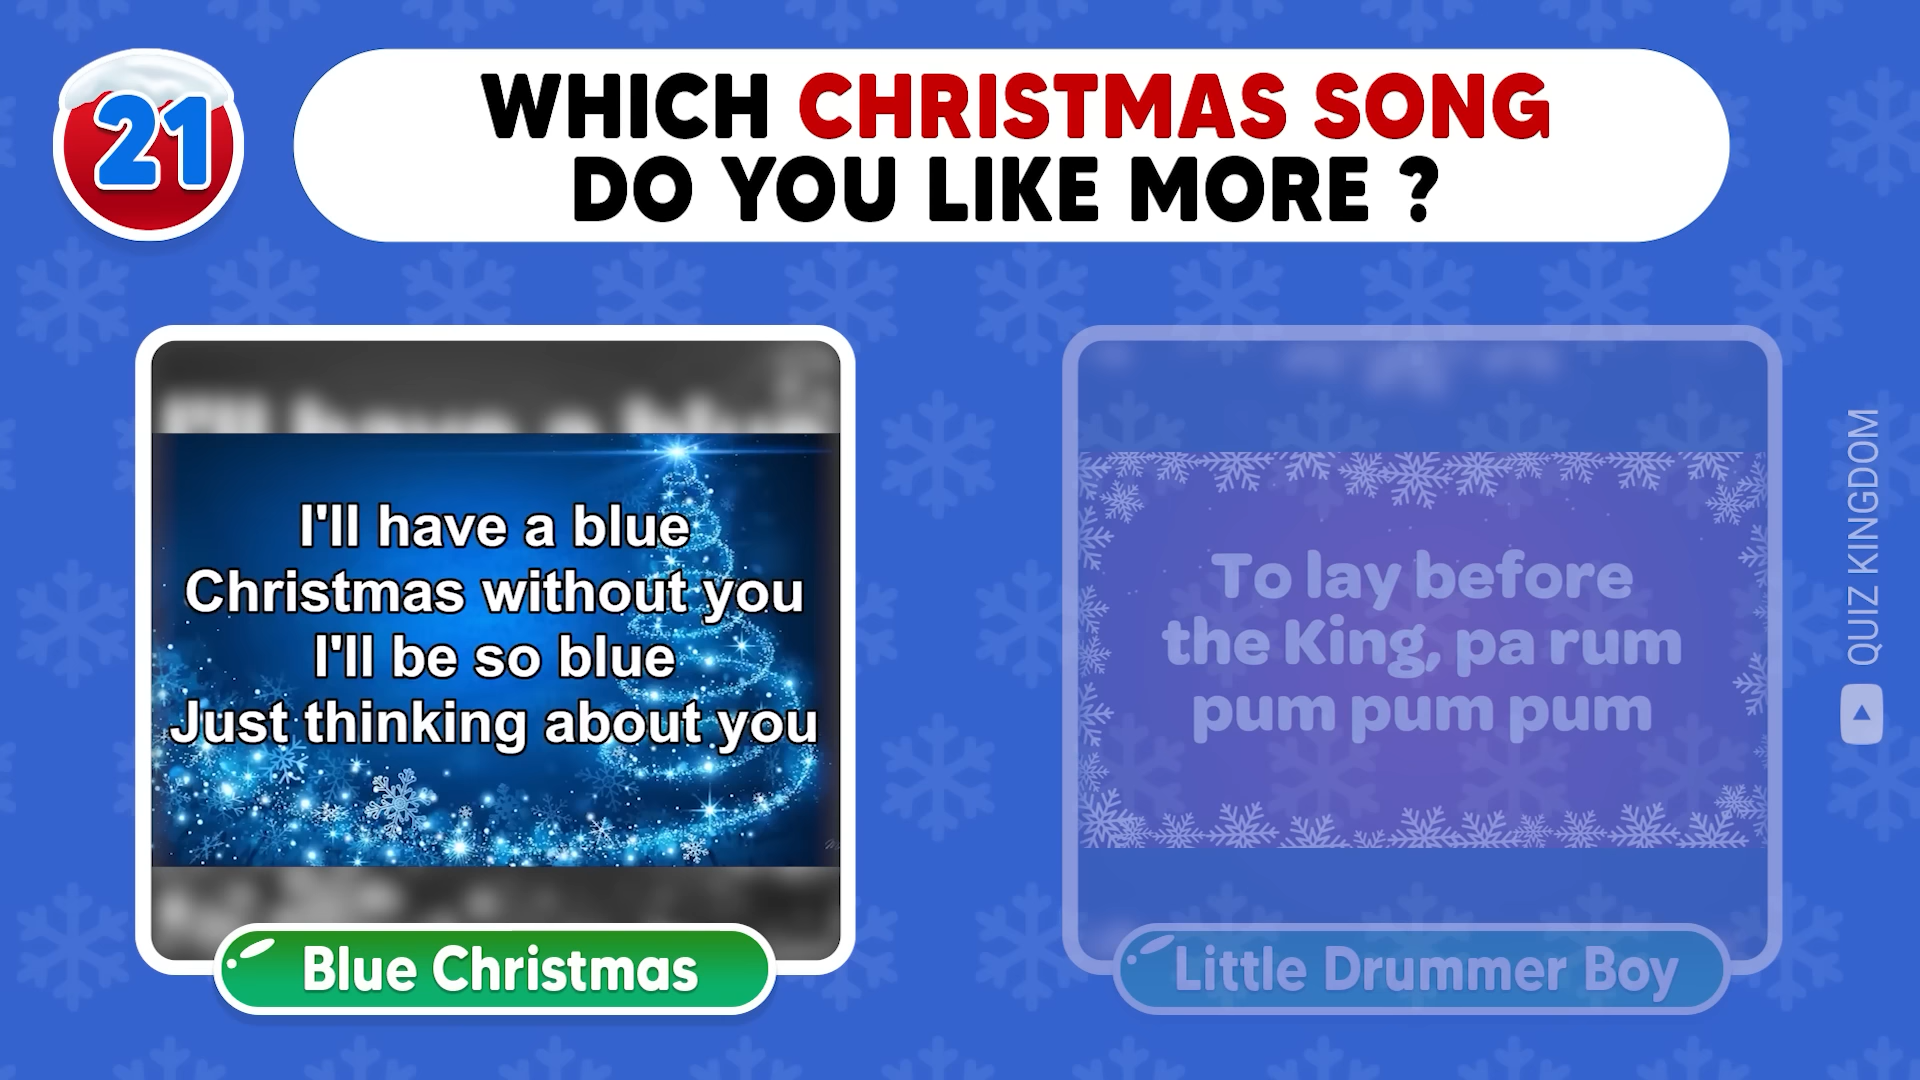 21
WHICH CHRISTMAS SONG
DO YOU LIKE MORE ?
I'll have a blue
Christmas without you
I'll be so blue
Just thinking about you
Blue Christmas
To lay before
the King, pa rum
pum pum pum
Little Drummer Boy
QUIZ KINGDOM